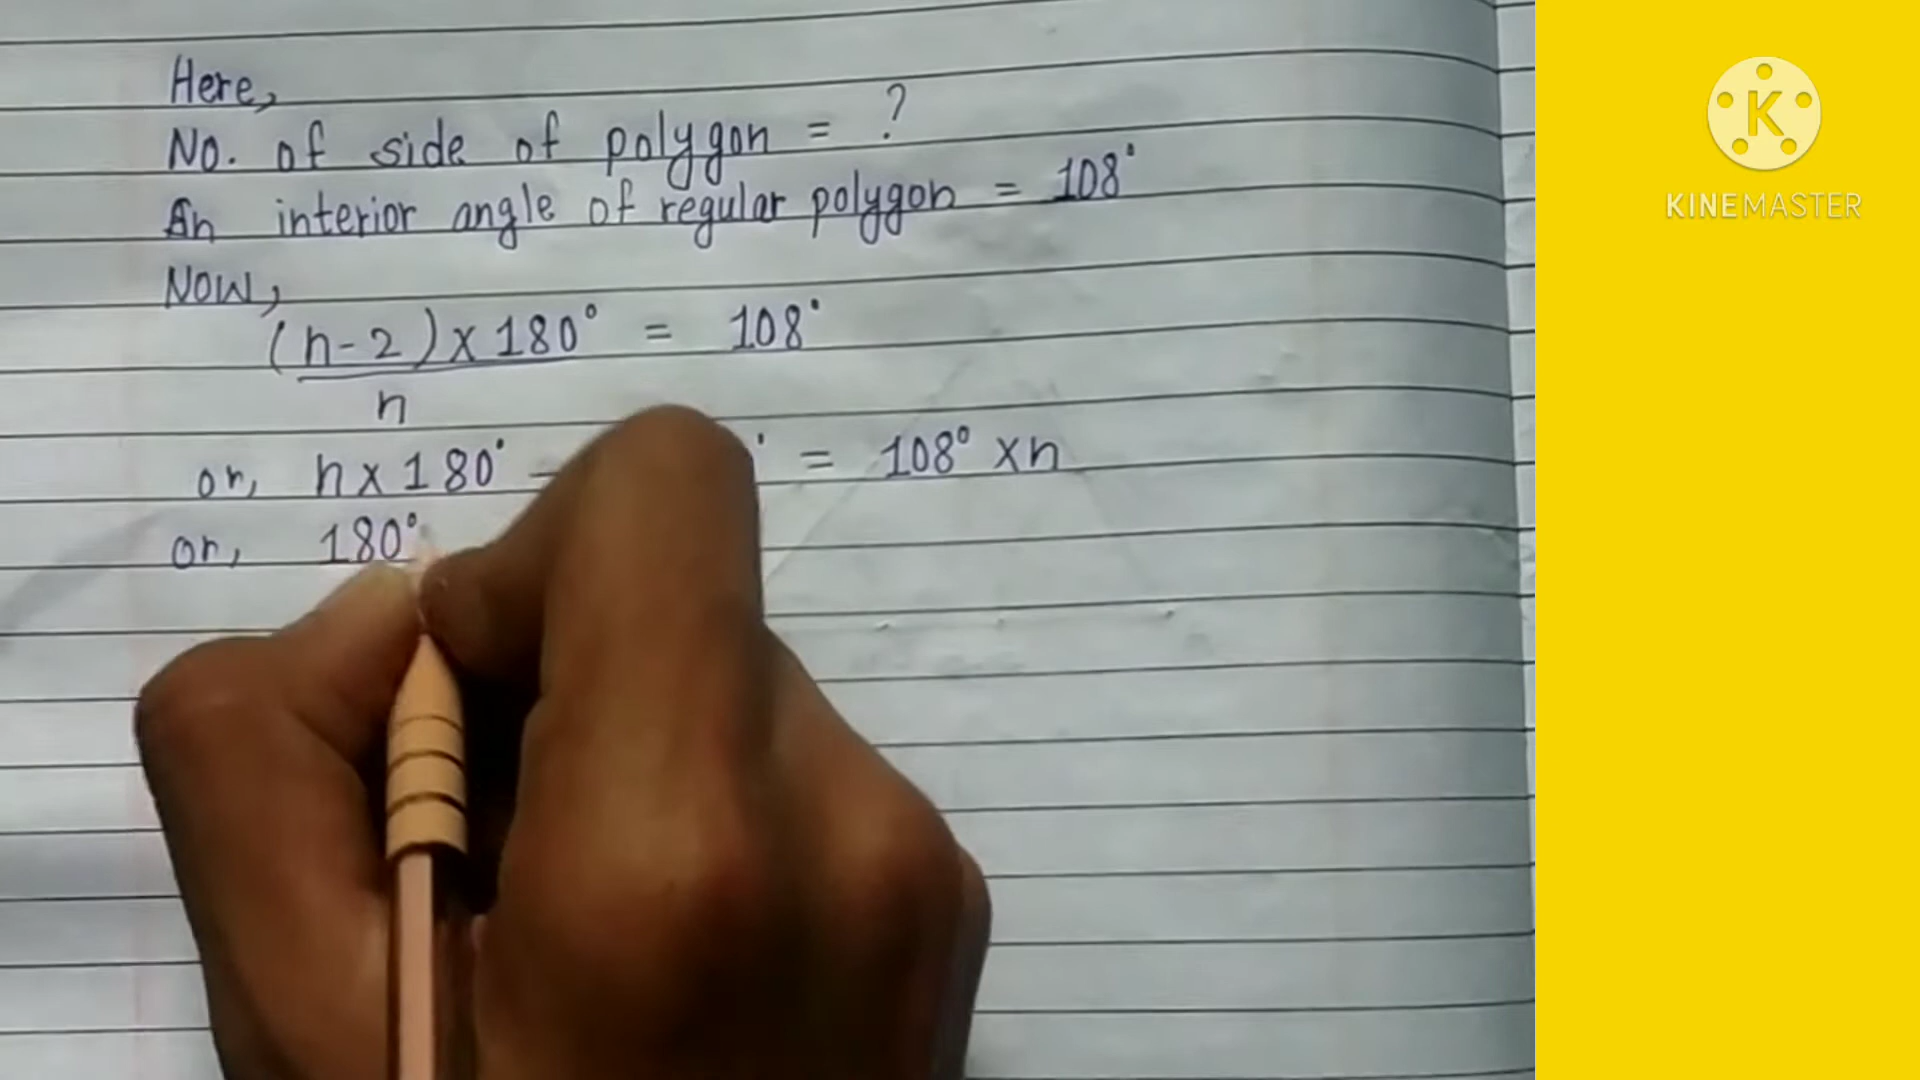 Here,
No. of side of polygon = ?
An interior angle of regular polygon = 108°
Now,
(n-2)×180° = 108°
n
or, n×180° - ° = 108° ×n
or, 180°
K
KINEMASTER